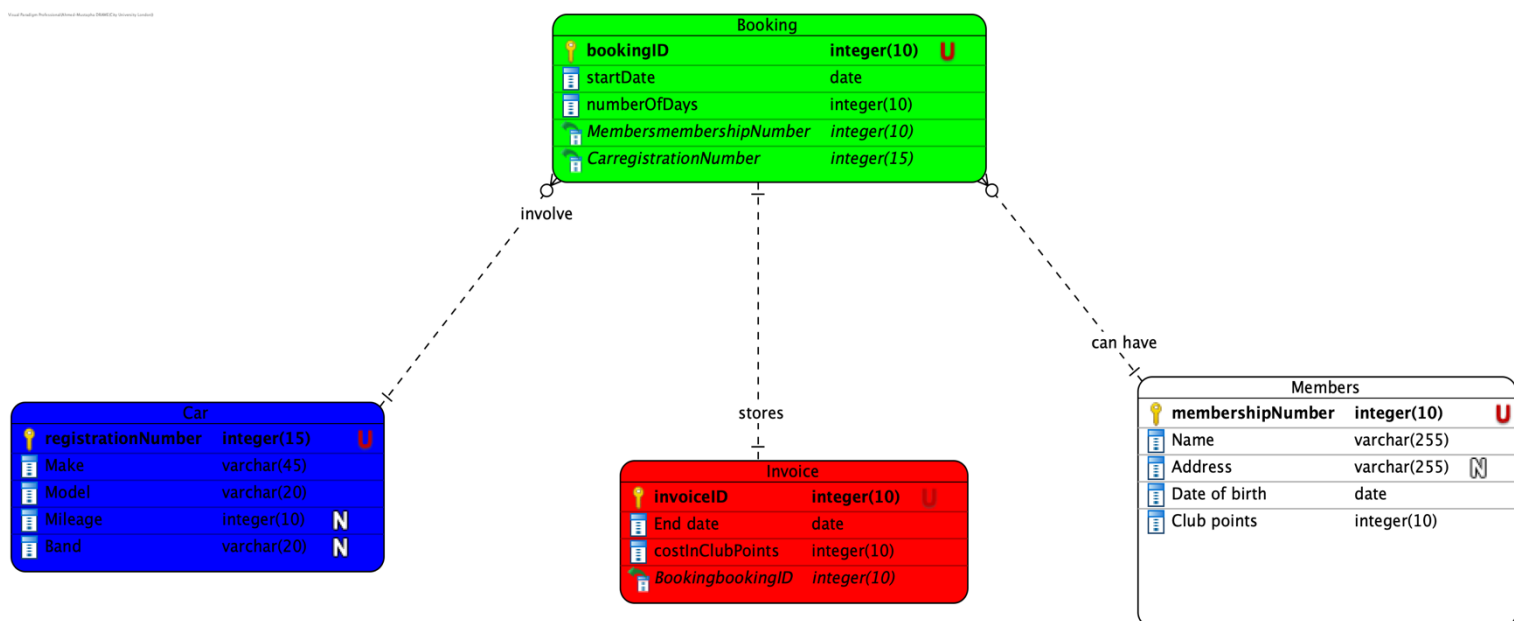 Booking
bookingID integer(10) U
startDate date
numberOfDays integer(10)
MembersmembershipNumber integer(10)
CarregistrationNumber integer(15)
involve
can have
stores
Car
registrationNumber integer(15) U
Make varchar(45)
Model varchar(20)
Mileage integer(10) N
Band varchar(20) N
Invoice
invoiceID integer(10) U
End date date
costInClubPoints integer(10)
BookingbookingID integer(10)
Members
membershipNumber integer(10) U
Name varchar(255)
Address varchar(255) N
Date of birth date
Club points integer(10)